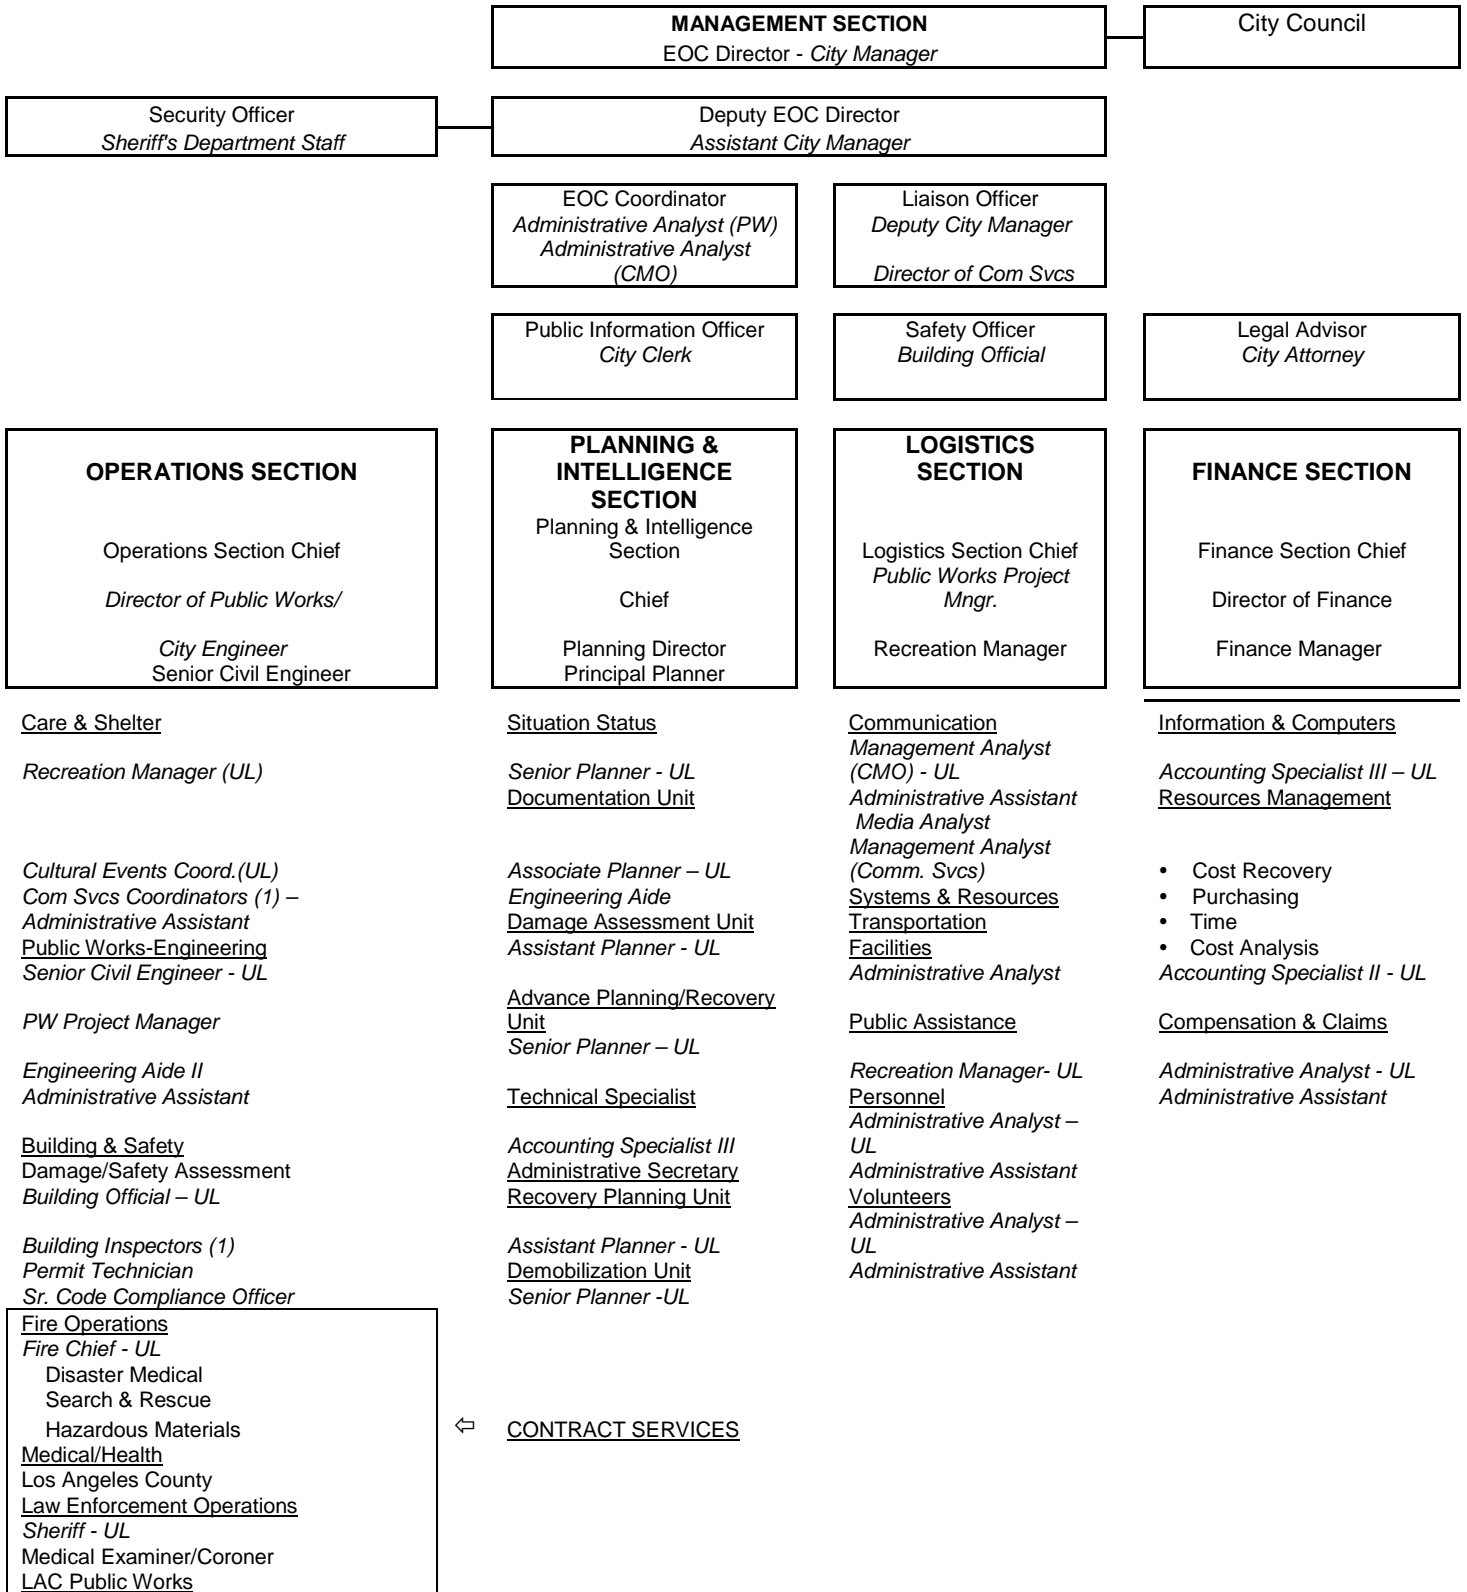 MANAGEMENT SECTION
EOC Director - City Manager
City Council
Security Officer
Sheriff's Department Staff
Deputy EOC Director
Assistant City Manager
EOC Coordinator
Administrative Analyst (PW)
Administrative Analyst
(CMO)
Liaison Officer
Deputy City Manager
Director of Com Svcs
Public Information Officer
City Clerk
Safety Officer
Building Official
Legal Advisor
City Attorney
OPERATIONS SECTION
Operations Section Chief
Director of Public Works/
City Engineer
Senior Civil Engineer
PLANNING &
INTELLIGENCE
SECTION
Planning & Intelligence
Section
Chief
Planning Director
Principal Planner
LOGISTICS
SECTION
Logistics Section Chief
Public Works Project
Mngr.
Recreation Manager
FINANCE SECTION
Finance Section Chief
Director of Finance
Finance Manager
Care & Shelter
Recreation Manager (UL)
Cultural Events Coord.(UL)
Com Svcs Coordinators (1) –
Administrative Assistant
Public Works-Engineering
Senior Civil Engineer - UL
PW Project Manager
Engineering Aide II
Administrative Assistant
Building & Safety
Damage/Safety Assessment
Building Official – UL
Building Inspectors (1)
Permit Technician
Sr. Code Compliance Officer
Fire Operations
Fire Chief - UL
Disaster Medical
Search & Rescue
Hazardous Materials
Medical/Health
Los Angeles County
Law Enforcement Operations
Sheriff - UL
Medical Examiner/Coroner
LAC Public Works
Situation Status
Senior Planner - UL
Documentation Unit
Associate Planner – UL
Engineering Aide
Damage Assessment Unit
Assistant Planner - UL
Advance Planning/Recovery
Unit
Senior Planner – UL
Technical Specialist
Accounting Specialist III
Administrative Secretary
Recovery Planning Unit
Assistant Planner - UL
Demobilization Unit
Senior Planner -UL
⇦ CONTRACT SERVICES
Communication
Management Analyst
(CMO) - UL
Administrative Assistant
Media Analyst
Management Analyst
(Comm. Svcs)
Systems & Resources
Transportation
Facilities
Administrative Analyst
Public Assistance
Recreation Manager- UL
Personnel
Administrative Analyst –
UL
Administrative Assistant
Volunteers
Administrative Analyst –
UL
Administrative Assistant
Information & Computers
Accounting Specialist III – UL
Resources Management
• Cost Recovery
• Purchasing
• Time
• Cost Analysis
Accounting Specialist II - UL
Compensation & Claims
Administrative Analyst - UL
Administrative Assistant